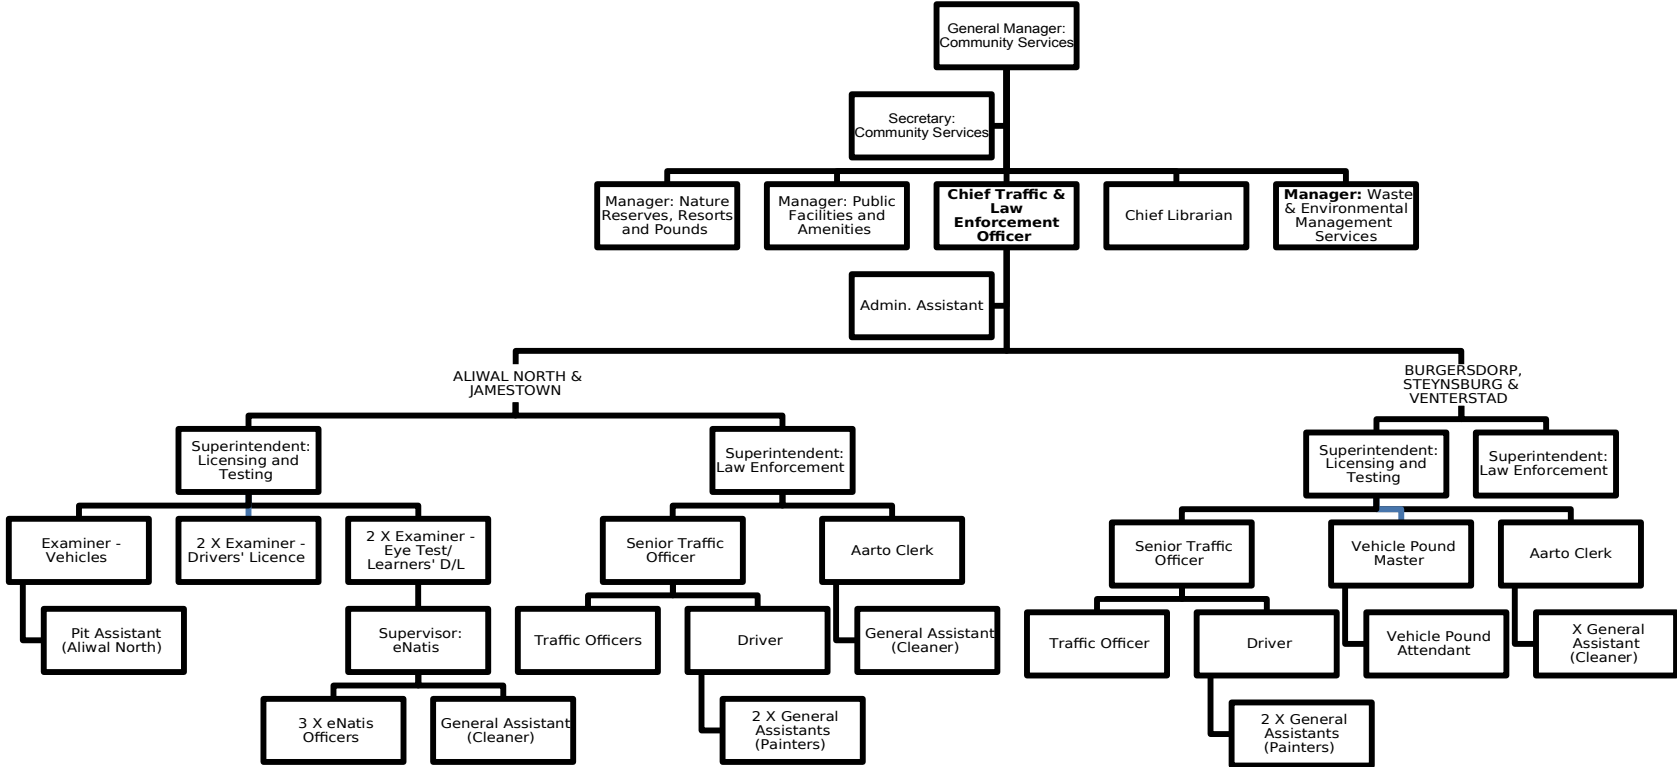 General Manager:
Community Services
Secretary:
Community Services
Manager: Nature
Reserves, Resorts
and Pounds
Manager: Public
Facilities and
Amenities
Chief Traffic &
Law
Enforcement
Officer
Chief Librarian
Manager: Waste
& Environmental
Management
Services
Admin. Assistant
ALIWAL NORTH &
JAMESTOWN
BURGERSDORP,
STEYNSBURG &
VENTERSTAD
Superintendent:
Licensing and
Testing
Superintendent:
Law Enforcement
Superintendent:
Licensing and
Testing
Superintendent:
Law Enforcement
Examiner -
Vehicles
2 X Examiner -
Drivers' Licence
2 X Examiner -
Eye Test/
Learners' D/L
Senior Traffic
Officer
Aarto Clerk
Senior Traffic
Officer
Vehicle Pound
Master
Aarto Clerk
Pit Assistant
(Aliwal North)
Supervisor:
eNatis
Traffic Officers
Driver
General Assistant
(Cleaner)
Traffic Officer
Driver
Vehicle Pound
Attendant
X General
Assistant
(Cleaner)
3 X eNatis
Officers
General Assistant
(Cleaner)
2 X General
Assistants
(Painters)
2 X General
Assistants
(Painters)